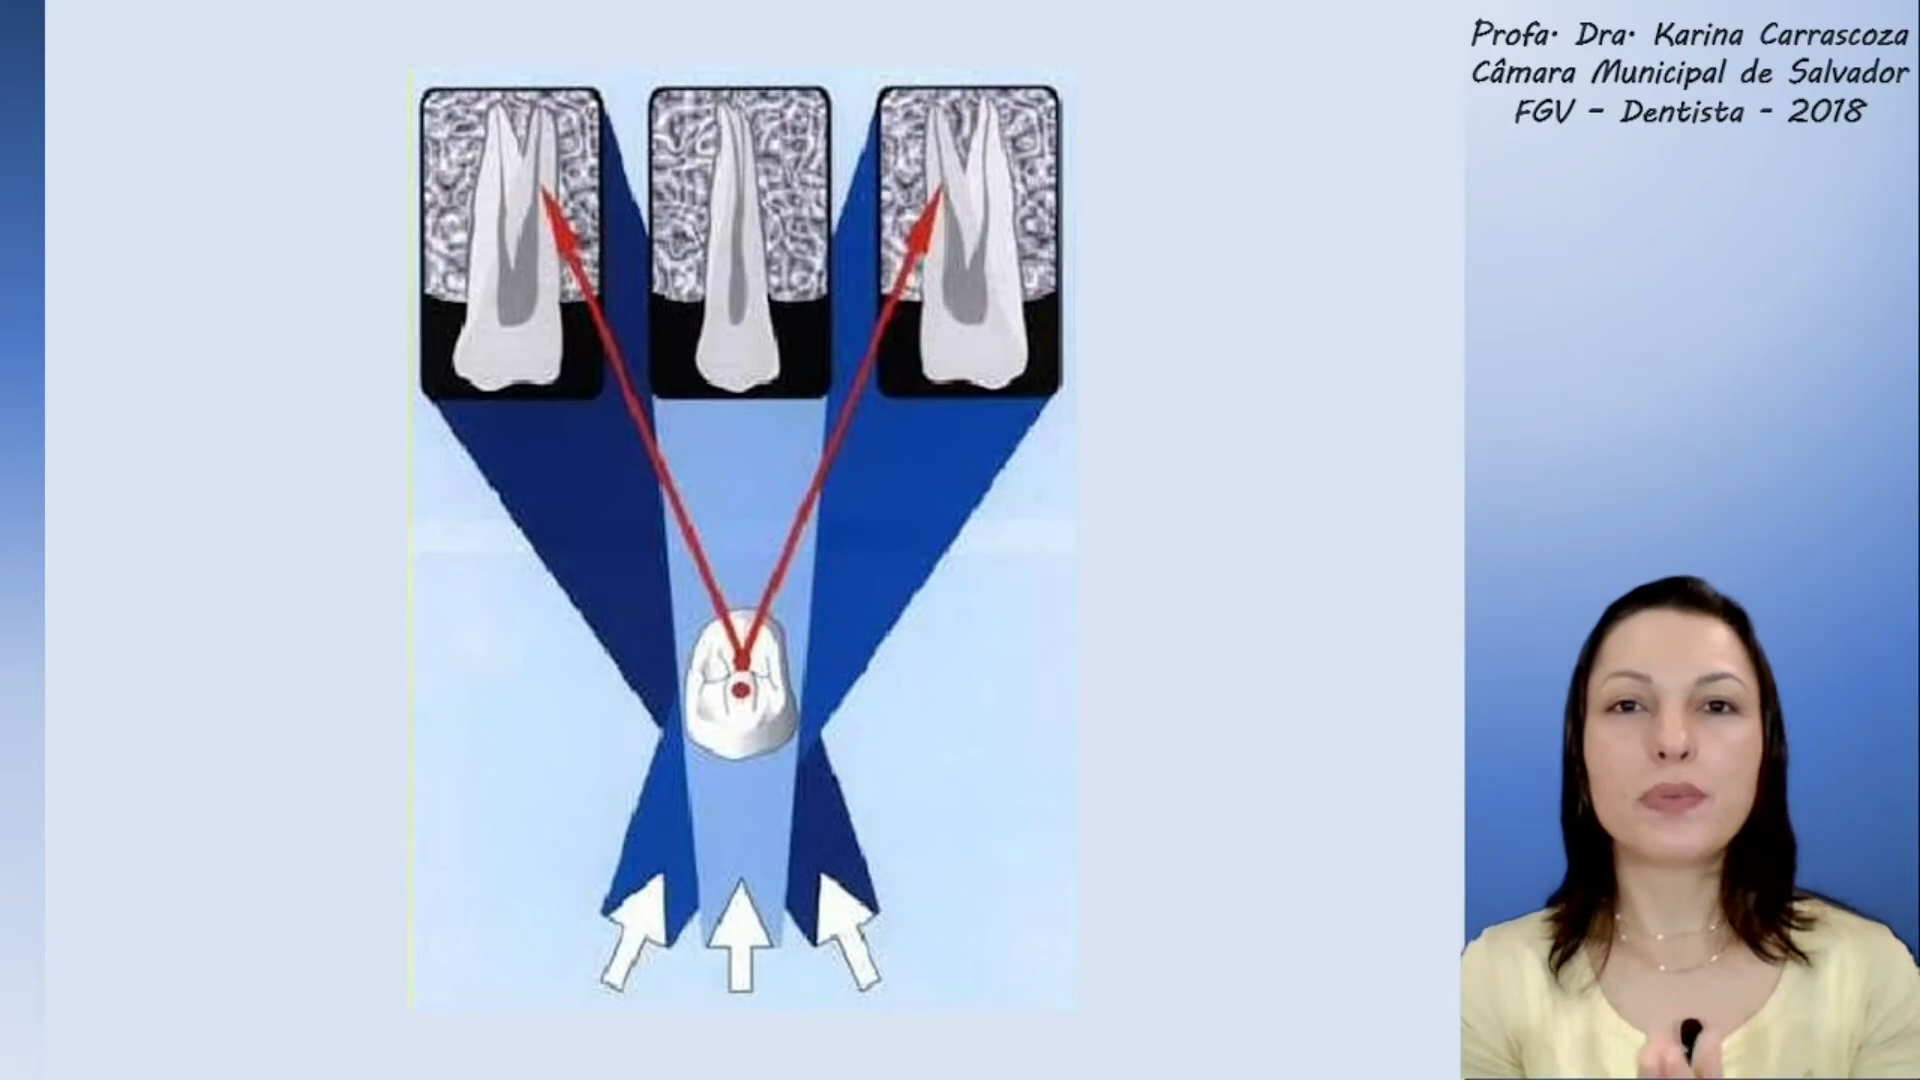 Profa. Dra. Karina Carrascoza
Câmara Municipal de Salvador
FGV - Dentista - 2018